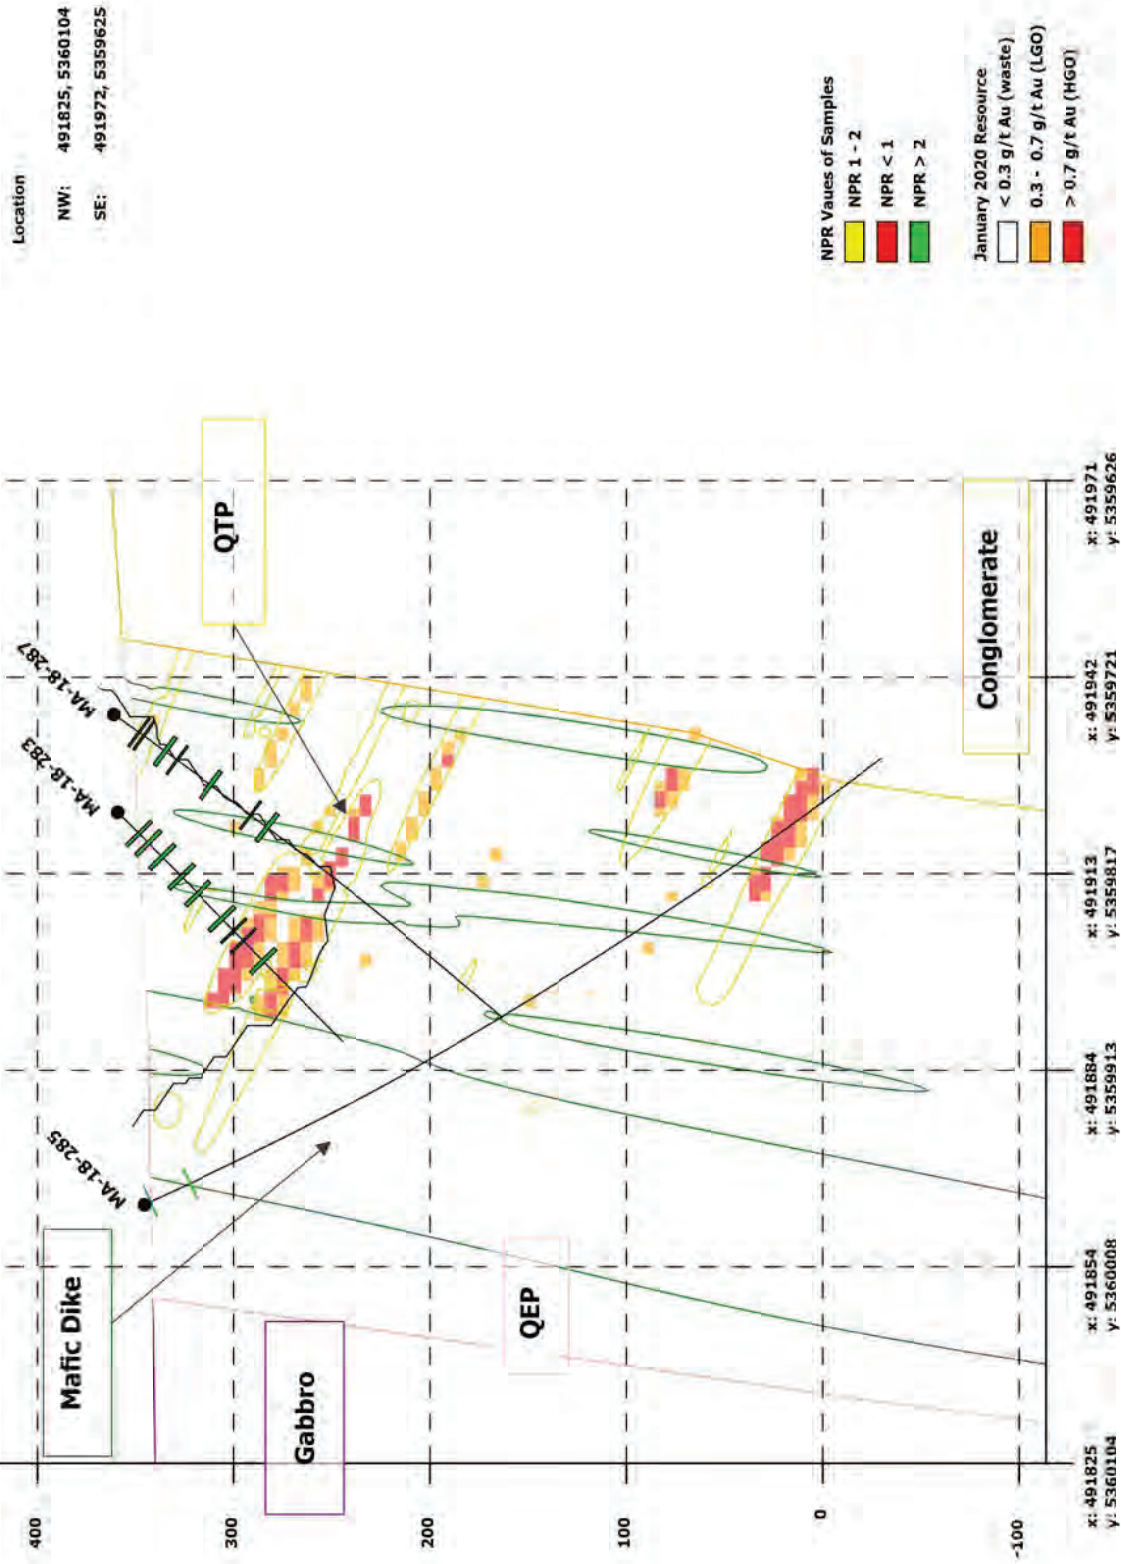 Location
NW: 491825, 5360104
SE: 491972, 5359625
MA-18-285
MA-18-283
MA-18-287
Mafic Dike
Gabbro
QEP
QTP
Conglomerate
400
300
200
100
0
-100
x: 491825
y: 5360104
x: 491854
y: 5360008
x: 491884
y: 5359913
x: 491913
y: 5359817
x: 491942
y: 5359721
x: 491971
y: 5359626
NPR Vaues of Samples
NPR 1 - 2
NPR < 1
NPR > 2
January 2020 Resource
< 0.3 g/t Au (waste)
0.3 - 0.7 g/t Au (LGO)
> 0.7 g/t Au (HGO)